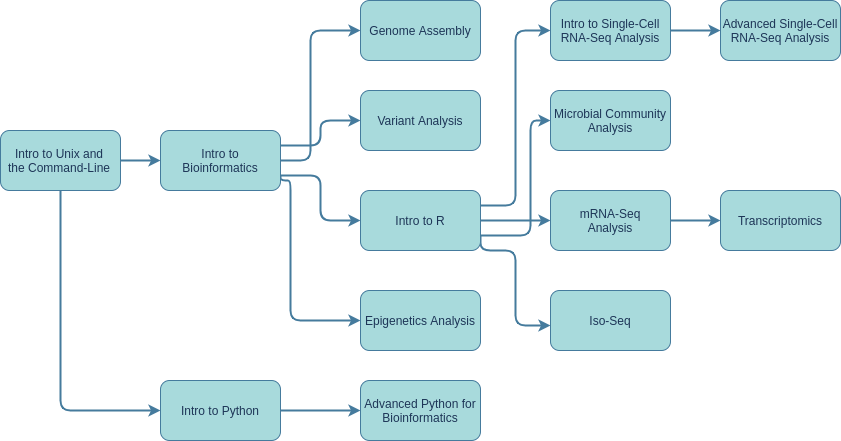 Genome Assembly
Intro to Single-Cell
RNA-Seq Analysis
Advanced Single-Cell
RNA-Seq Analysis
Variant Analysis
Microbial Community
Analysis
Intro to Unix and
the Command-Line
Intro to
Bioinformatics
Intro to R
mRNA-Seq
Analysis
Transcriptomics
Epigenetics Analysis
Iso-Seq
Intro to Python
Advanced Python for
Bioinformatics